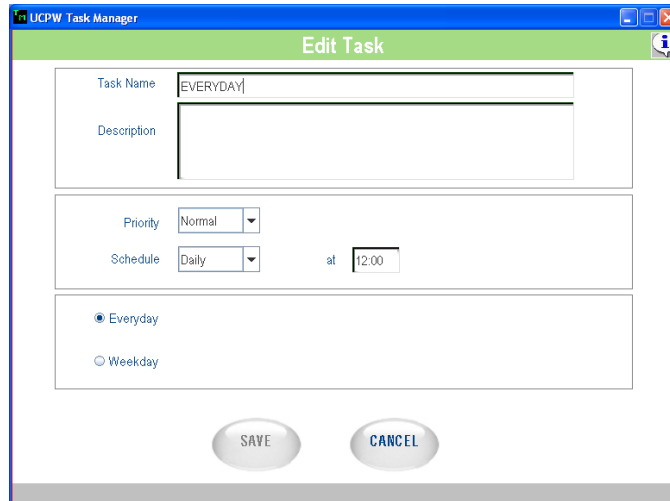 TM UCPW Task Manager
Edit Task
i
Task Name EVERYDAY
Description
Priority Normal
Schedule Daily at 12:00
Everyday
Weekday
SAVE CANCEL